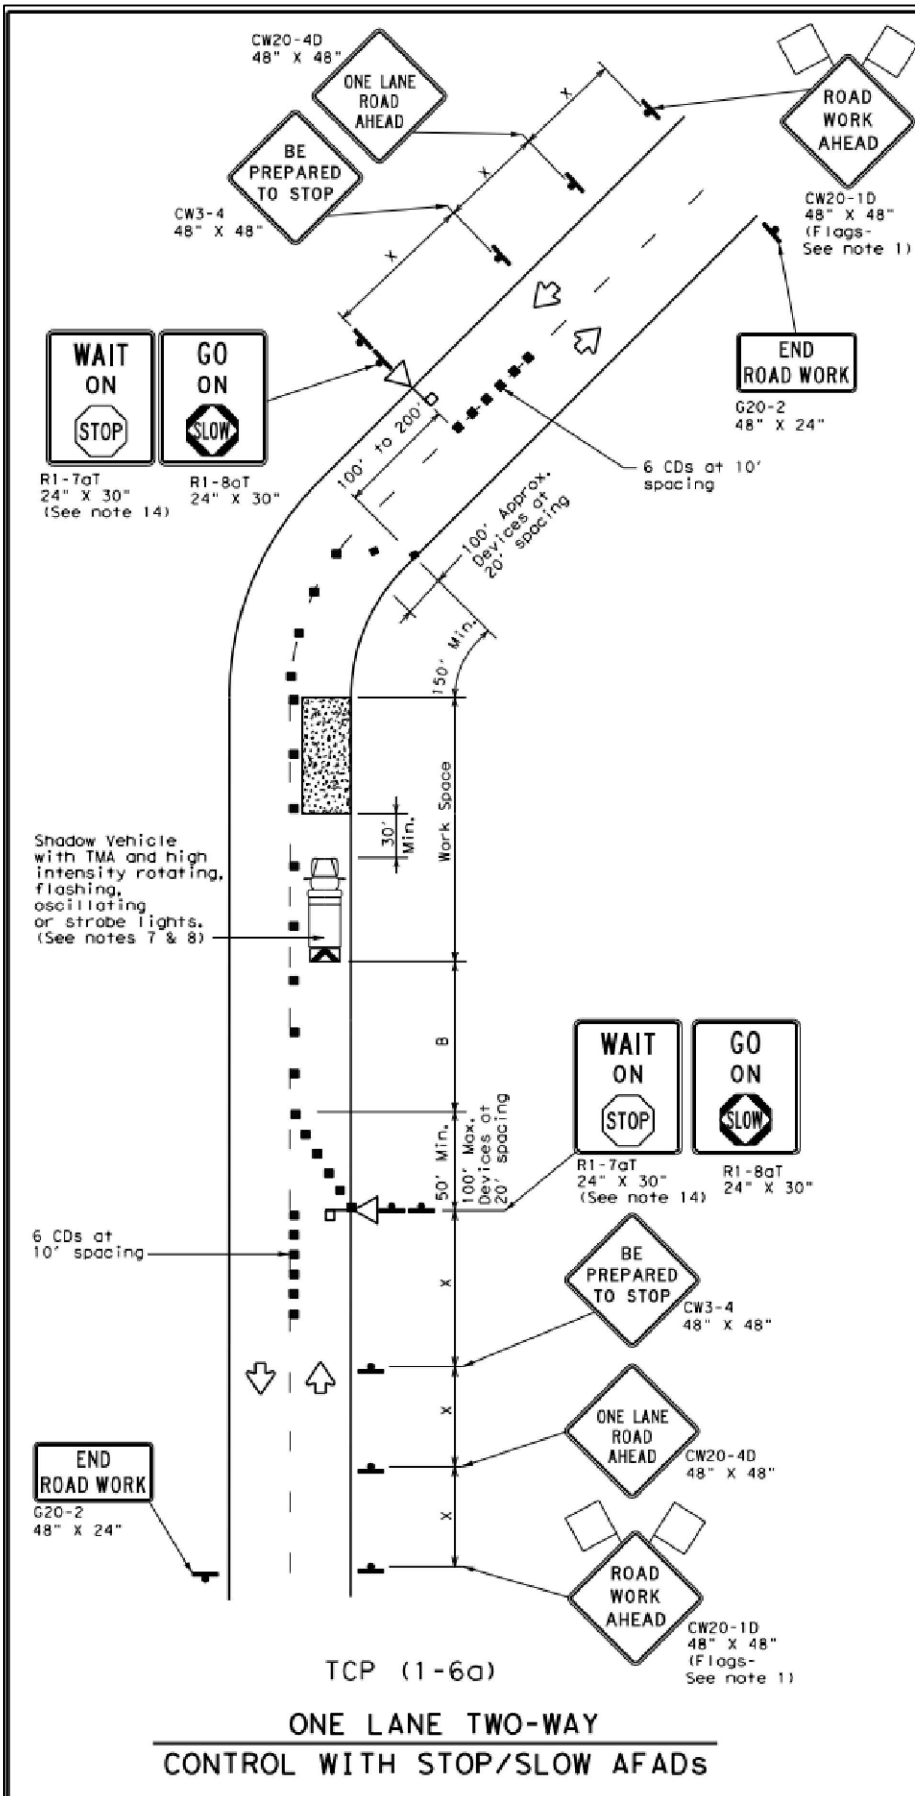 CW20-4D
48" X 48"
ONE LANE
ROAD
AHEAD
BE
PREPARED
TO STOP
CW3-4
48" X 48"
X
X
X
ROAD
WORK
AHEAD
CW20-1D
48" X 48"
(Flags-
See note 1)
WAIT
ON
STOP
GO
ON
SLOW
R1-7aT
24" X 30"
(See note 14)
R1-8aT
24" X 30"
END
ROAD WORK
G20-2
48" X 24"
100' to 200'
6 CDs at 10'
spacing
100' Approx.
Devices at
20' spacing
150' Min.
Work Space
30'
Min.
Shadow Vehicle
with TMA and high
intensity rotating,
flashing,
oscillating
or strobe lights.
(See notes 7 & 8)
B
50' Min.
100' Max.
Devices at
20' spacing
WAIT
ON
STOP
GO
ON
SLOW
R1-7aT
24" X 30"
(See note 14)
R1-8aT
24" X 30"
6 CDs at
10' spacing
X
BE
PREPARED
TO STOP
CW3-4
48" X 48"
X
ONE LANE
ROAD
AHEAD
CW20-4D
48" X 48"
END
ROAD WORK
G20-2
48" X 24"
X
ROAD
WORK
AHEAD
CW20-1D
48" X 48"
(Flags-
See note 1)
TCP (1-6a)
ONE LANE TWO-WAY
CONTROL WITH STOP/SLOW AFADs